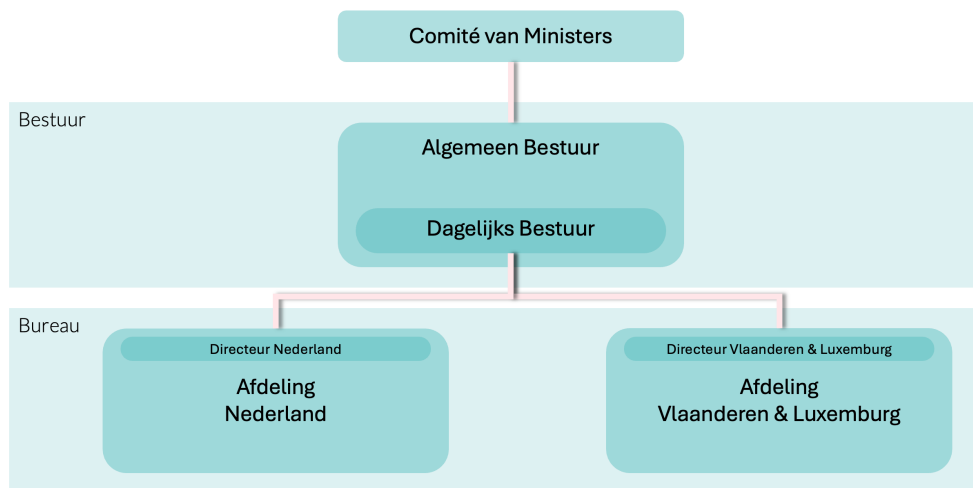 Comité van Ministers
Bestuur
Algemeen Bestuur
Dagelijks Bestuur
Bureau
Directeur Nederland
Afdeling
Nederland
Directeur Vlaanderen & Luxemburg
Afdeling
Vlaanderen & Luxemburg